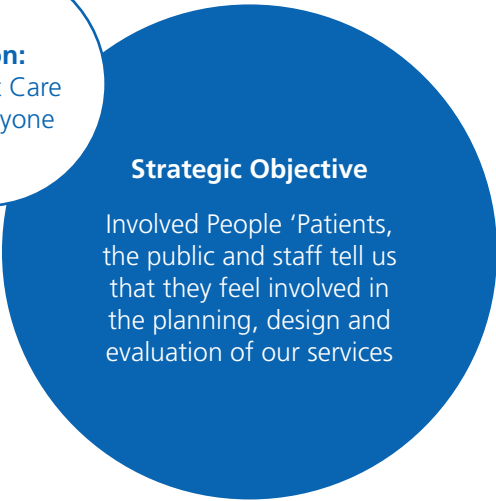 on:
Care
yone
Strategic Objective
Involved People ‘Patients,
the public and staff tell us
that they feel involved in
the planning, design and
evaluation of our services